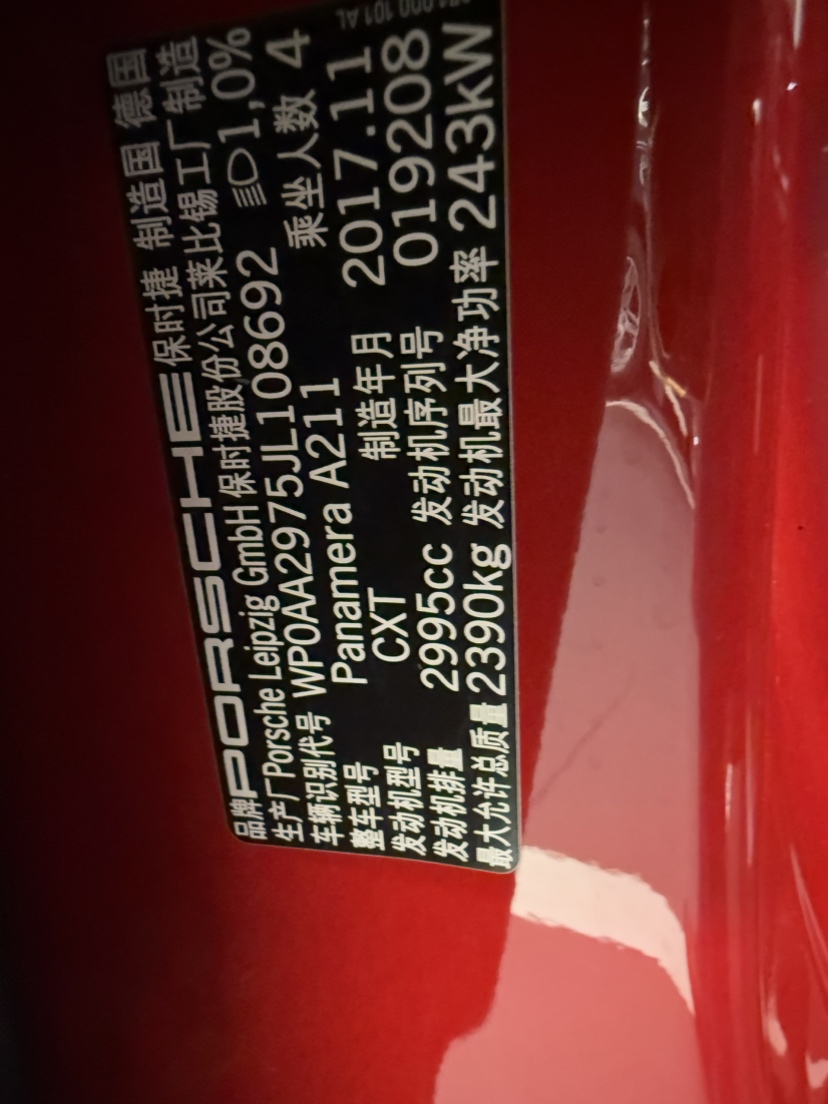 971.000.101.AL
品牌 PORSCHE 保时捷 制造国 德国
生产厂 Porsche Leipzig GmbH 保时捷股份公司莱比锡工厂 制造
车辆识别代号 WP0AA2975JL108692 1,0%
整车型号 Panamera A211 乘坐人数 4
发动机型号 CXT 制造年月 2017.11
发动机排量 2995cc 发动机序列号 019208
最大允许总质量 2390kg 发动机最大净功率 243kW